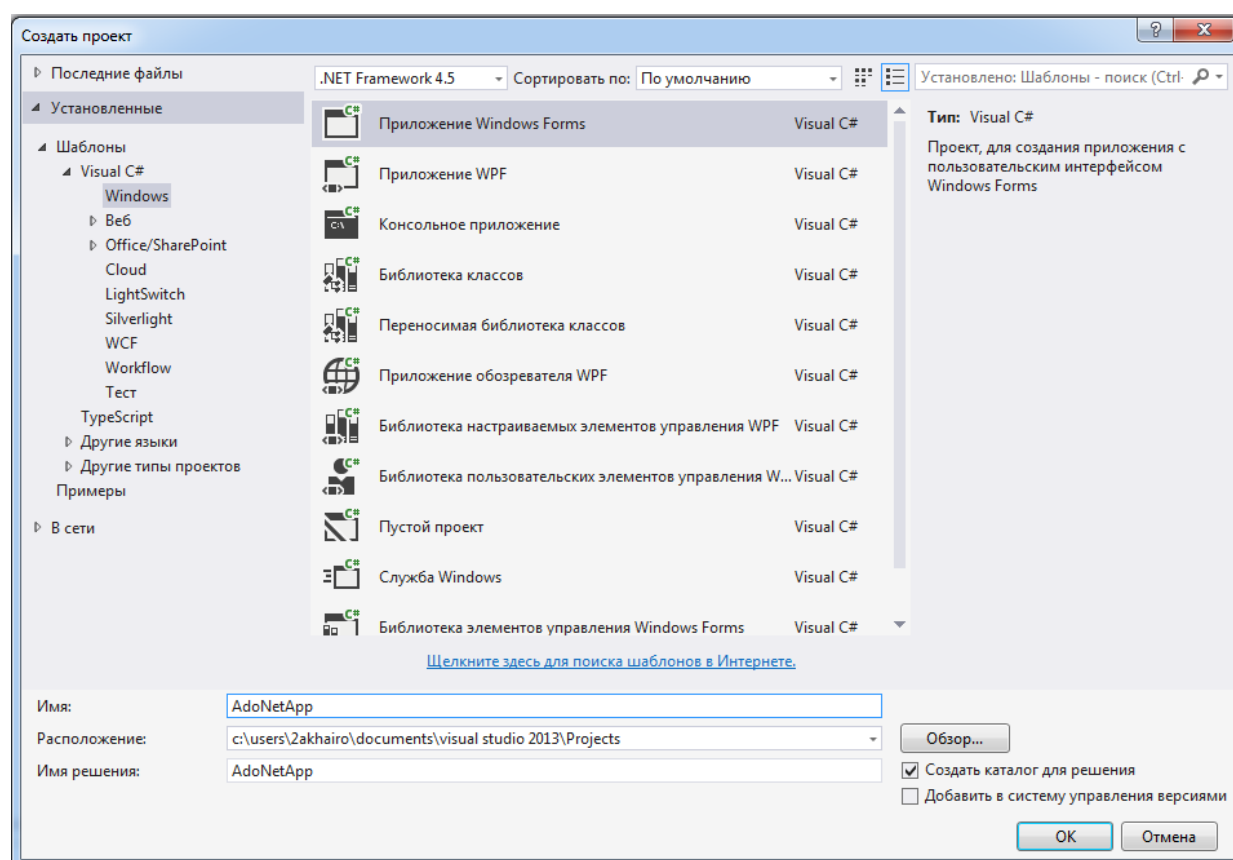 Создать проект
Последние файлы
Установленные
Шаблоны
Visual C#
Windows
Веб
Office/SharePoint
Cloud
LightSwitch
Silverlight
WCF
Workflow
Тест
TypeScript
Другие языки
Другие типы проектов
Примеры
В сети
.NET Framework 4.5 Сортировать по: По умолчанию
Приложение Windows Forms Visual C#
Приложение WPF Visual C#
Консольное приложение Visual C#
Библиотека классов Visual C#
Переносимая библиотека классов Visual C#
Приложение обозревателя WPF Visual C#
Библиотека настраиваемых элементов управления WPF Visual C#
Библиотека пользовательских элементов управления W... Visual C#
Пустой проект Visual C#
Служба Windows Visual C#
Библиотека элементов управления Windows Forms Visual C#
Щелкните здесь для поиска шаблонов в Интернете.
Установлено: Шаблоны - поиск (Ctrl-
Тип: Visual C#
Проект, для создания приложения с
пользовательским интерфейсом
Windows Forms
Имя: AdoNetApp
Расположение: c:\users\2akhairo\documents\visual studio 2013\Projects Обзор...
Имя решения: AdoNetApp
Создать каталог для решения
Добавить в систему управления версиями
OK Отмена